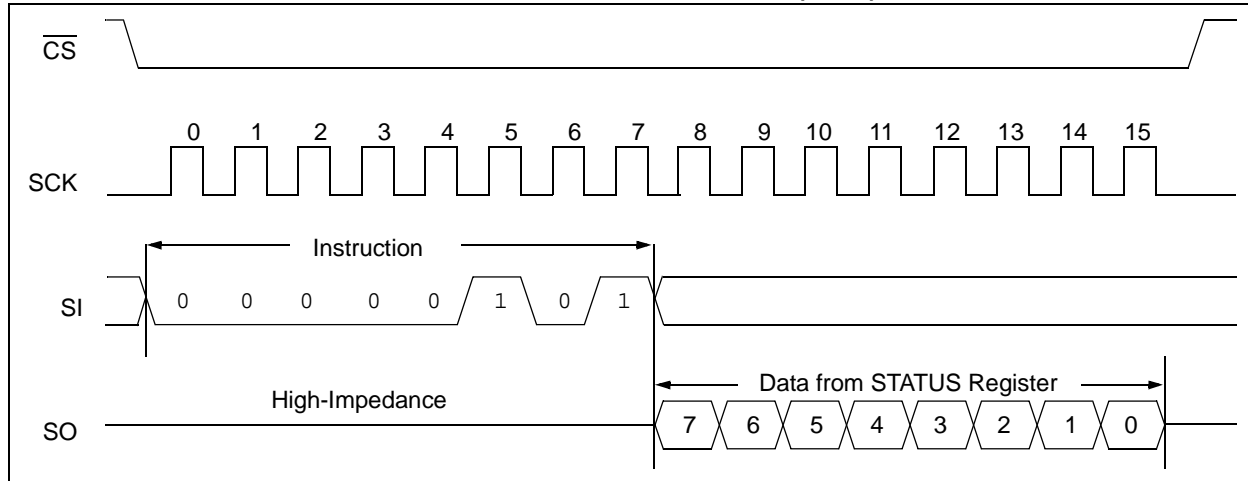 CS
0 1 2 3 4 5 6 7 8 9 10 11 12 13 14 15
SCK
Instruction
SI 0 0 0 0 0 1 0 1
Data from STATUS Register
High-Impedance
SO 7 6 5 4 3 2 1 0